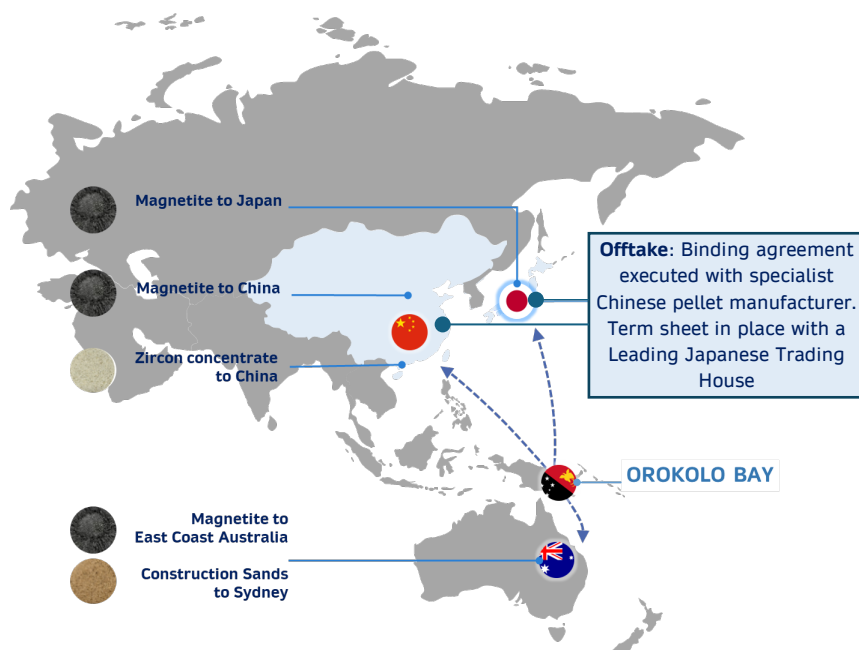 Magnetite to Japan
Magnetite to China
Zircon concentrate
to China
Offtake: Binding agreement
executed with specialist
Chinese pellet manufacturer.
Term sheet in place with a
Leading Japanese Trading
House
OROKOLO BAY
Magnetite to
East Coast Australia
Construction Sands
to Sydney